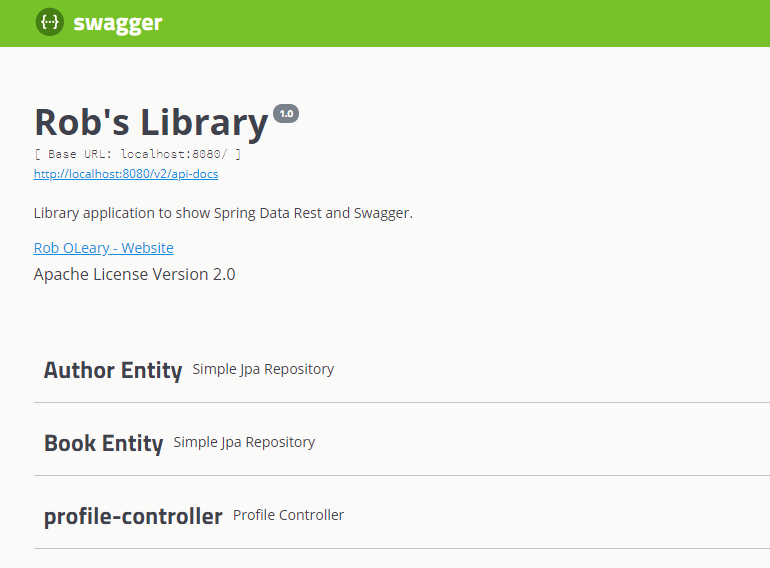 {···} swagger
Rob's Library 1.0
[ Base URL: localhost:8080/ ]
http://localhost:8080/v2/api-docs
Library application to show Spring Data Rest and Swagger.
Rob OLeary - Website
Apache License Version 2.0
Author Entity Simple Jpa Repository
Book Entity Simple Jpa Repository
profile-controller Profile Controller